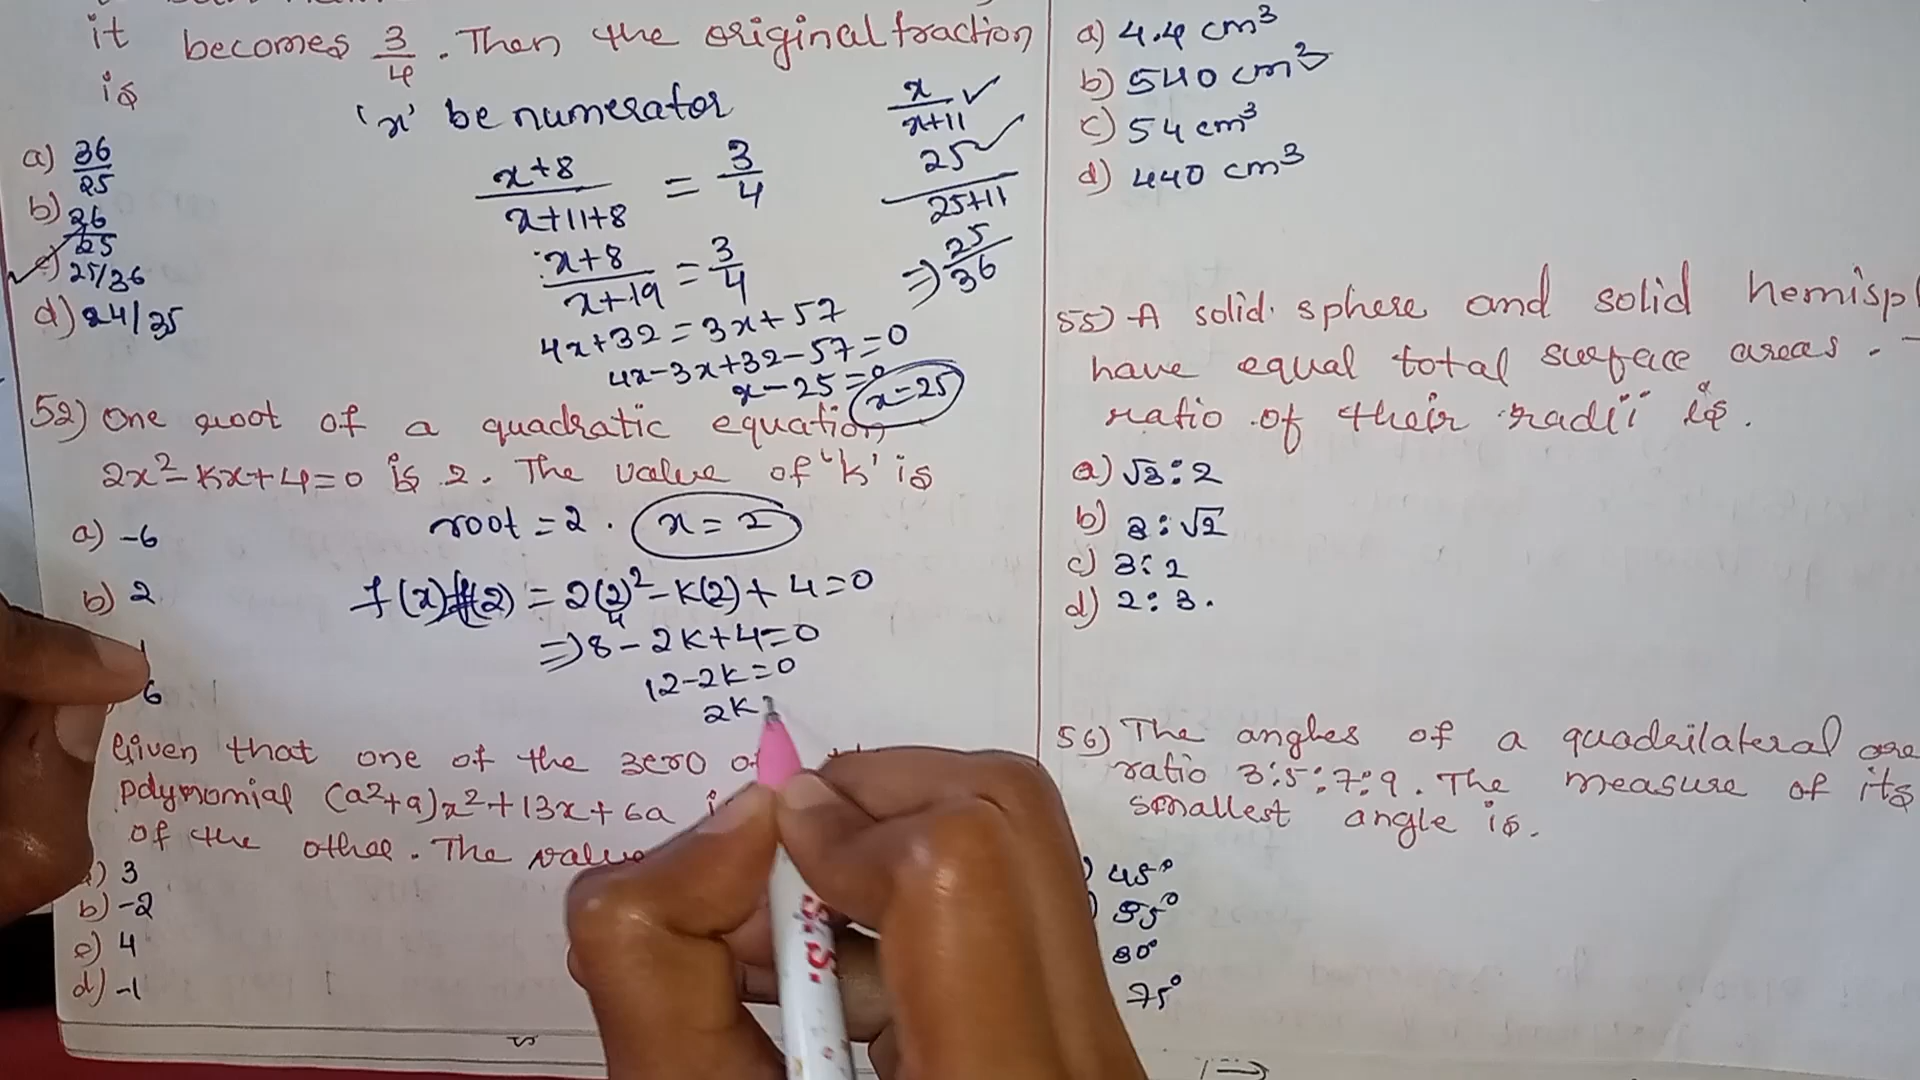 it becomes 3/4 . Then the original fraction
is
'x' be numerator
x/x+11 ✓
a) 36/25
b) 26/25
c) 25/36
d) 24/35
x+8/x+11+8 = 3/4
x+8/x+19 = 3/4
4x+32=3x+57
4x-3x+32-57=0
x-25=0
x=25
25/25+11 ✓
⇒ 25/36
52) One root of a quadratic equation
2x²-kx+4=0 is 2. The value of 'k' is
a) -6
b) 2
6
root = 2 . x = 2
f(x) f(2) = 2(2)²-k(2)+4=0
4
⇒ 8-2k+4=0
12-2k=0
2k
Given that one of the zero of
polynomial (a²+a)x²+13x+6a
of the other. The value
3
b) -2
c) 4
d) -1
a) 4.4 cm³
b) 540 cm³
c) 54 cm³
d) 440 cm³
55) A solid sphere and solid
have equal total surface areas.
ratio of their radii is.
a) √3:2
b) 3:√2
c) 3:2
d) 2:3.
56) The angles of a quadrilateral are
ratio 3:5:7:9. The measure of its
smallest angle is.
45°
55°
80°
75°